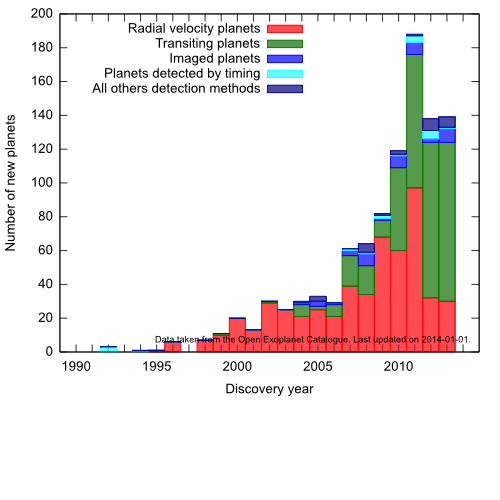 200
180
160
140
120
100
80
60
40
20
0
Number of new planets
Radial velocity planets
Transiting planets
Imaged planets
Planets detected by timing
All others detection methods
Data taken from the Open Exoplanet Catalogue. Last updated on 2014-01-01.
1990 1995 2000 2005 2010
Discovery year